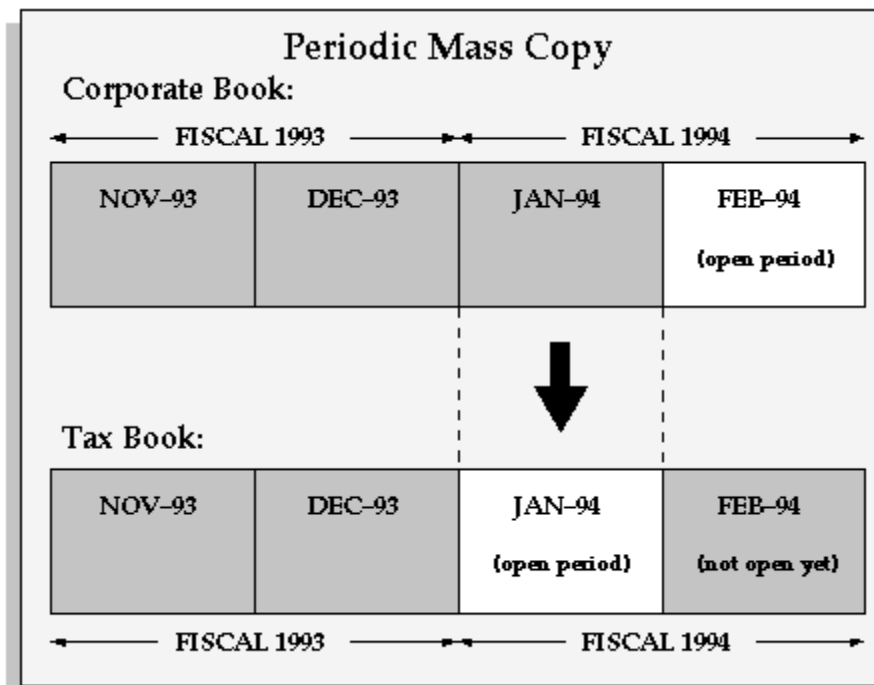 Periodic Mass Copy
Corporate Book:
FISCAL 1993 FISCAL 1994
NOV–93 DEC–93 JAN–94 FEB–94
(open period)
Tax Book:
NOV–93 DEC–93 JAN–94 FEB–94
(open period) (not open yet)
FISCAL 1993 FISCAL 1994